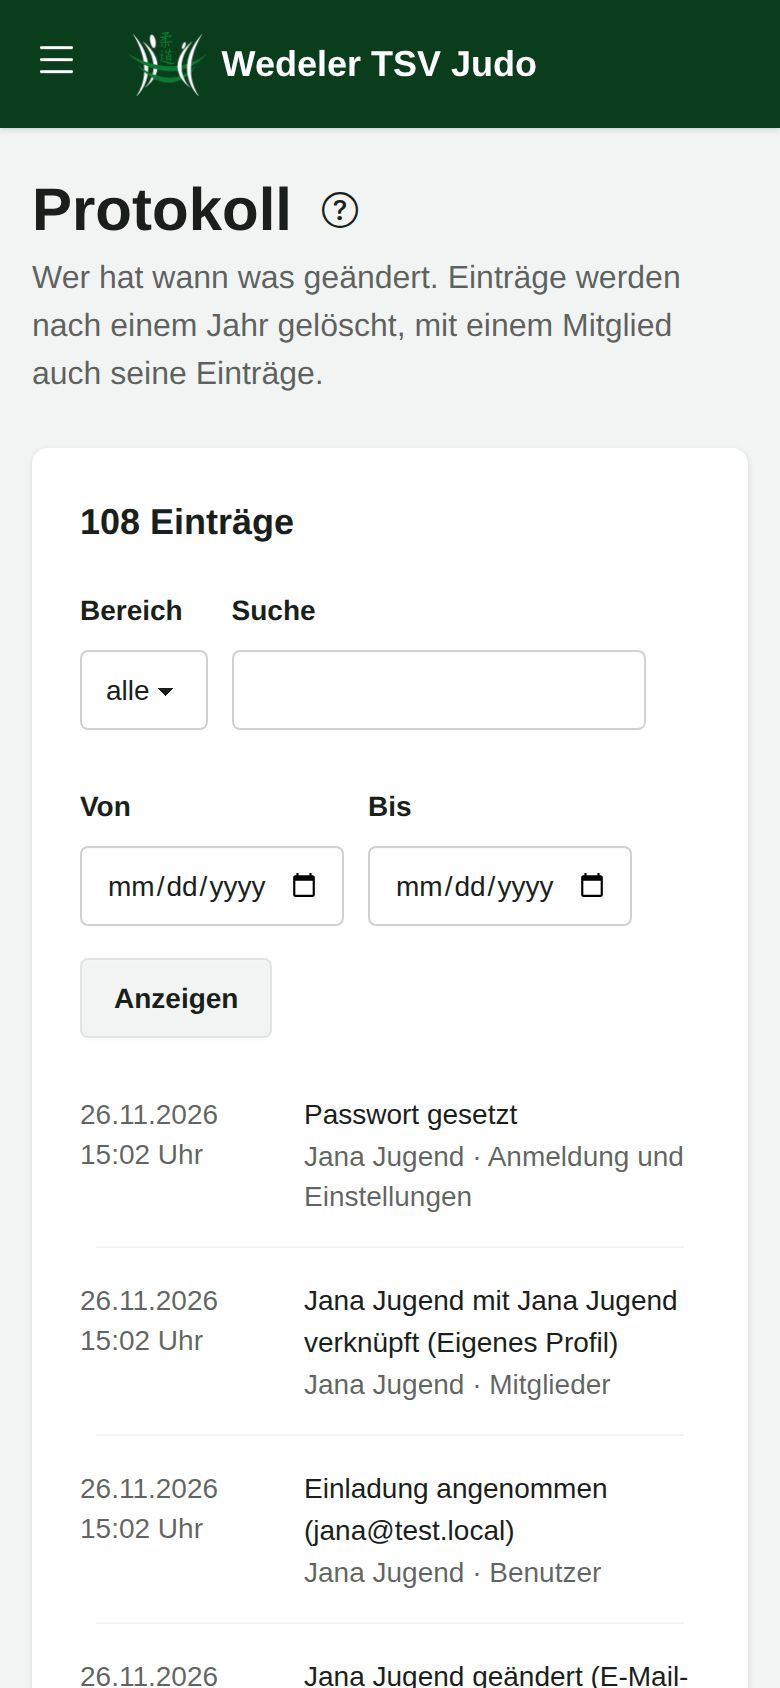 柔道
Wedeler TSV Judo
Protokoll ?
Wer hat wann was geändert. Einträge werden
nach einem Jahr gelöscht, mit einem Mitglied
auch seine Einträge.
108 Einträge
Bereich Suche
alle
Von Bis
mm/dd/yyyy mm/dd/yyyy
Anzeigen
26.11.2026 Passwort gesetzt
15:02 Uhr Jana Jugend · Anmeldung und
Einstellungen
26.11.2026 Jana Jugend mit Jana Jugend
15:02 Uhr verknüpft (Eigenes Profil)
Jana Jugend · Mitglieder
26.11.2026 Einladung angenommen
15:02 Uhr (jana@test.local)
Jana Jugend · Benutzer
26.11.2026 Jana Jugend geändert (E-Mail-